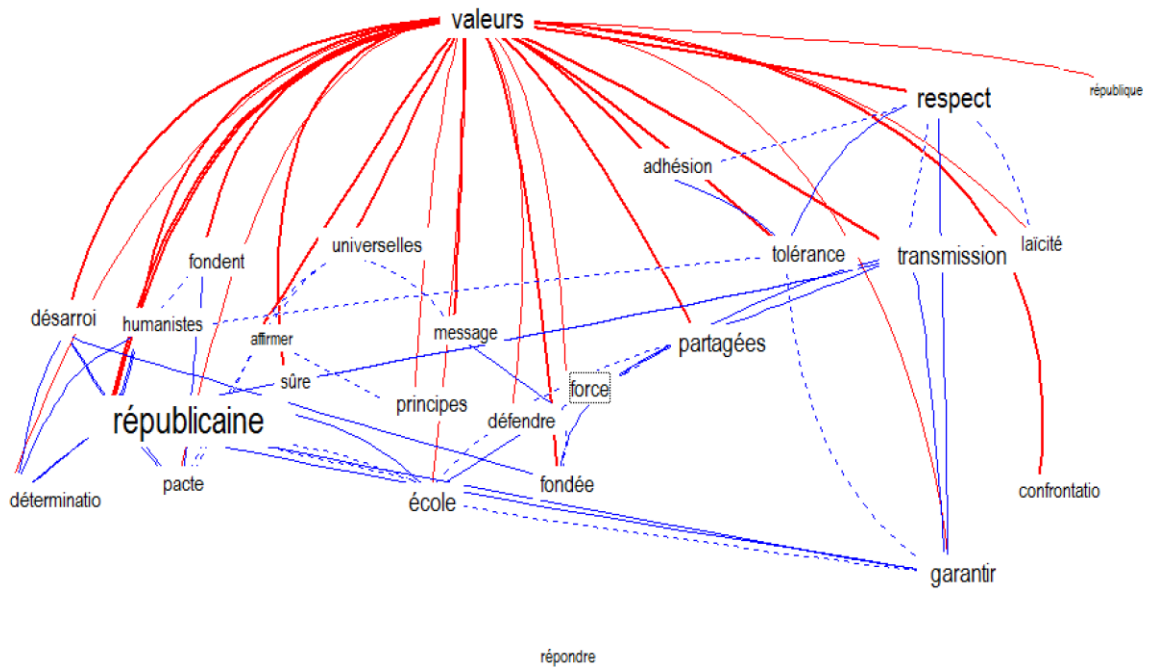 valeurs
république
respect
adhésion
universelles
fondent
tolérance
transmission
laïcité
désarroi
humanistes
affirmer
message
partagées
sûre
force
républicaine
principes
défendre
déterminatio
pacte
école
fondée
confrontatio
garantir
répondre